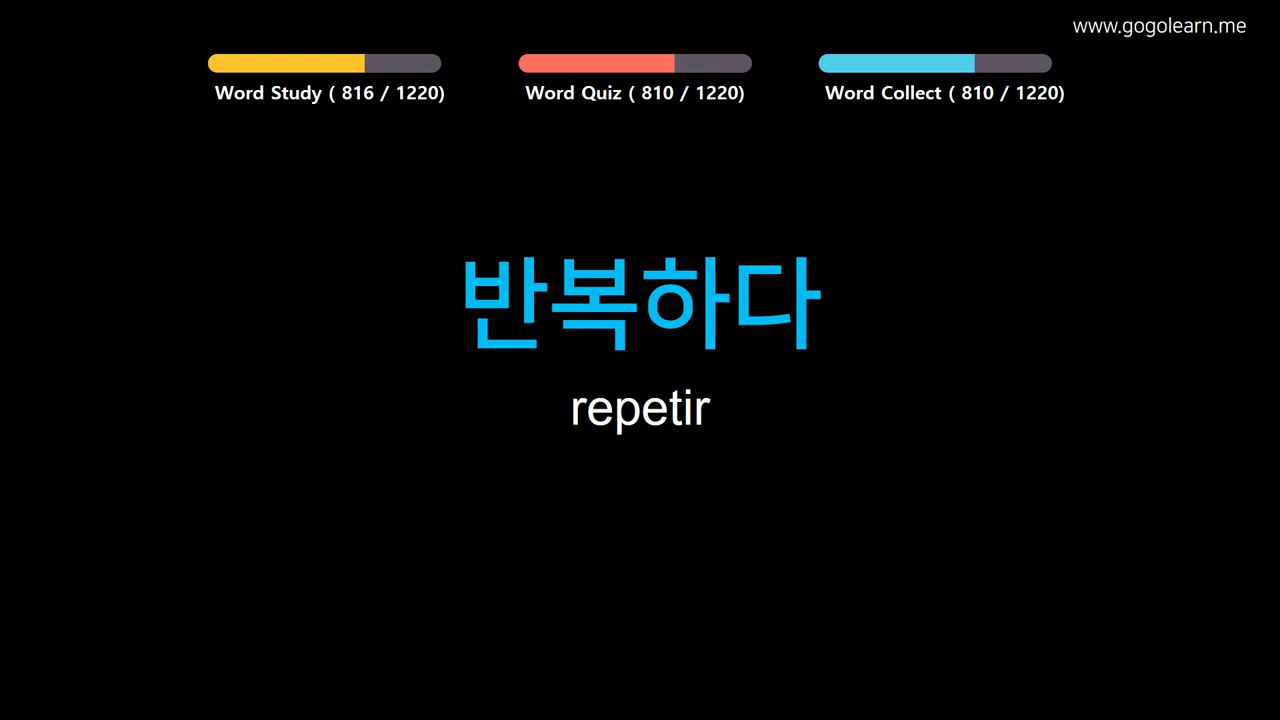 www.gogolearn.me
Word Study ( 816 / 1220)
Word Quiz ( 810 / 1220)
Word Collect ( 810 / 1220)
반복하다
repetir